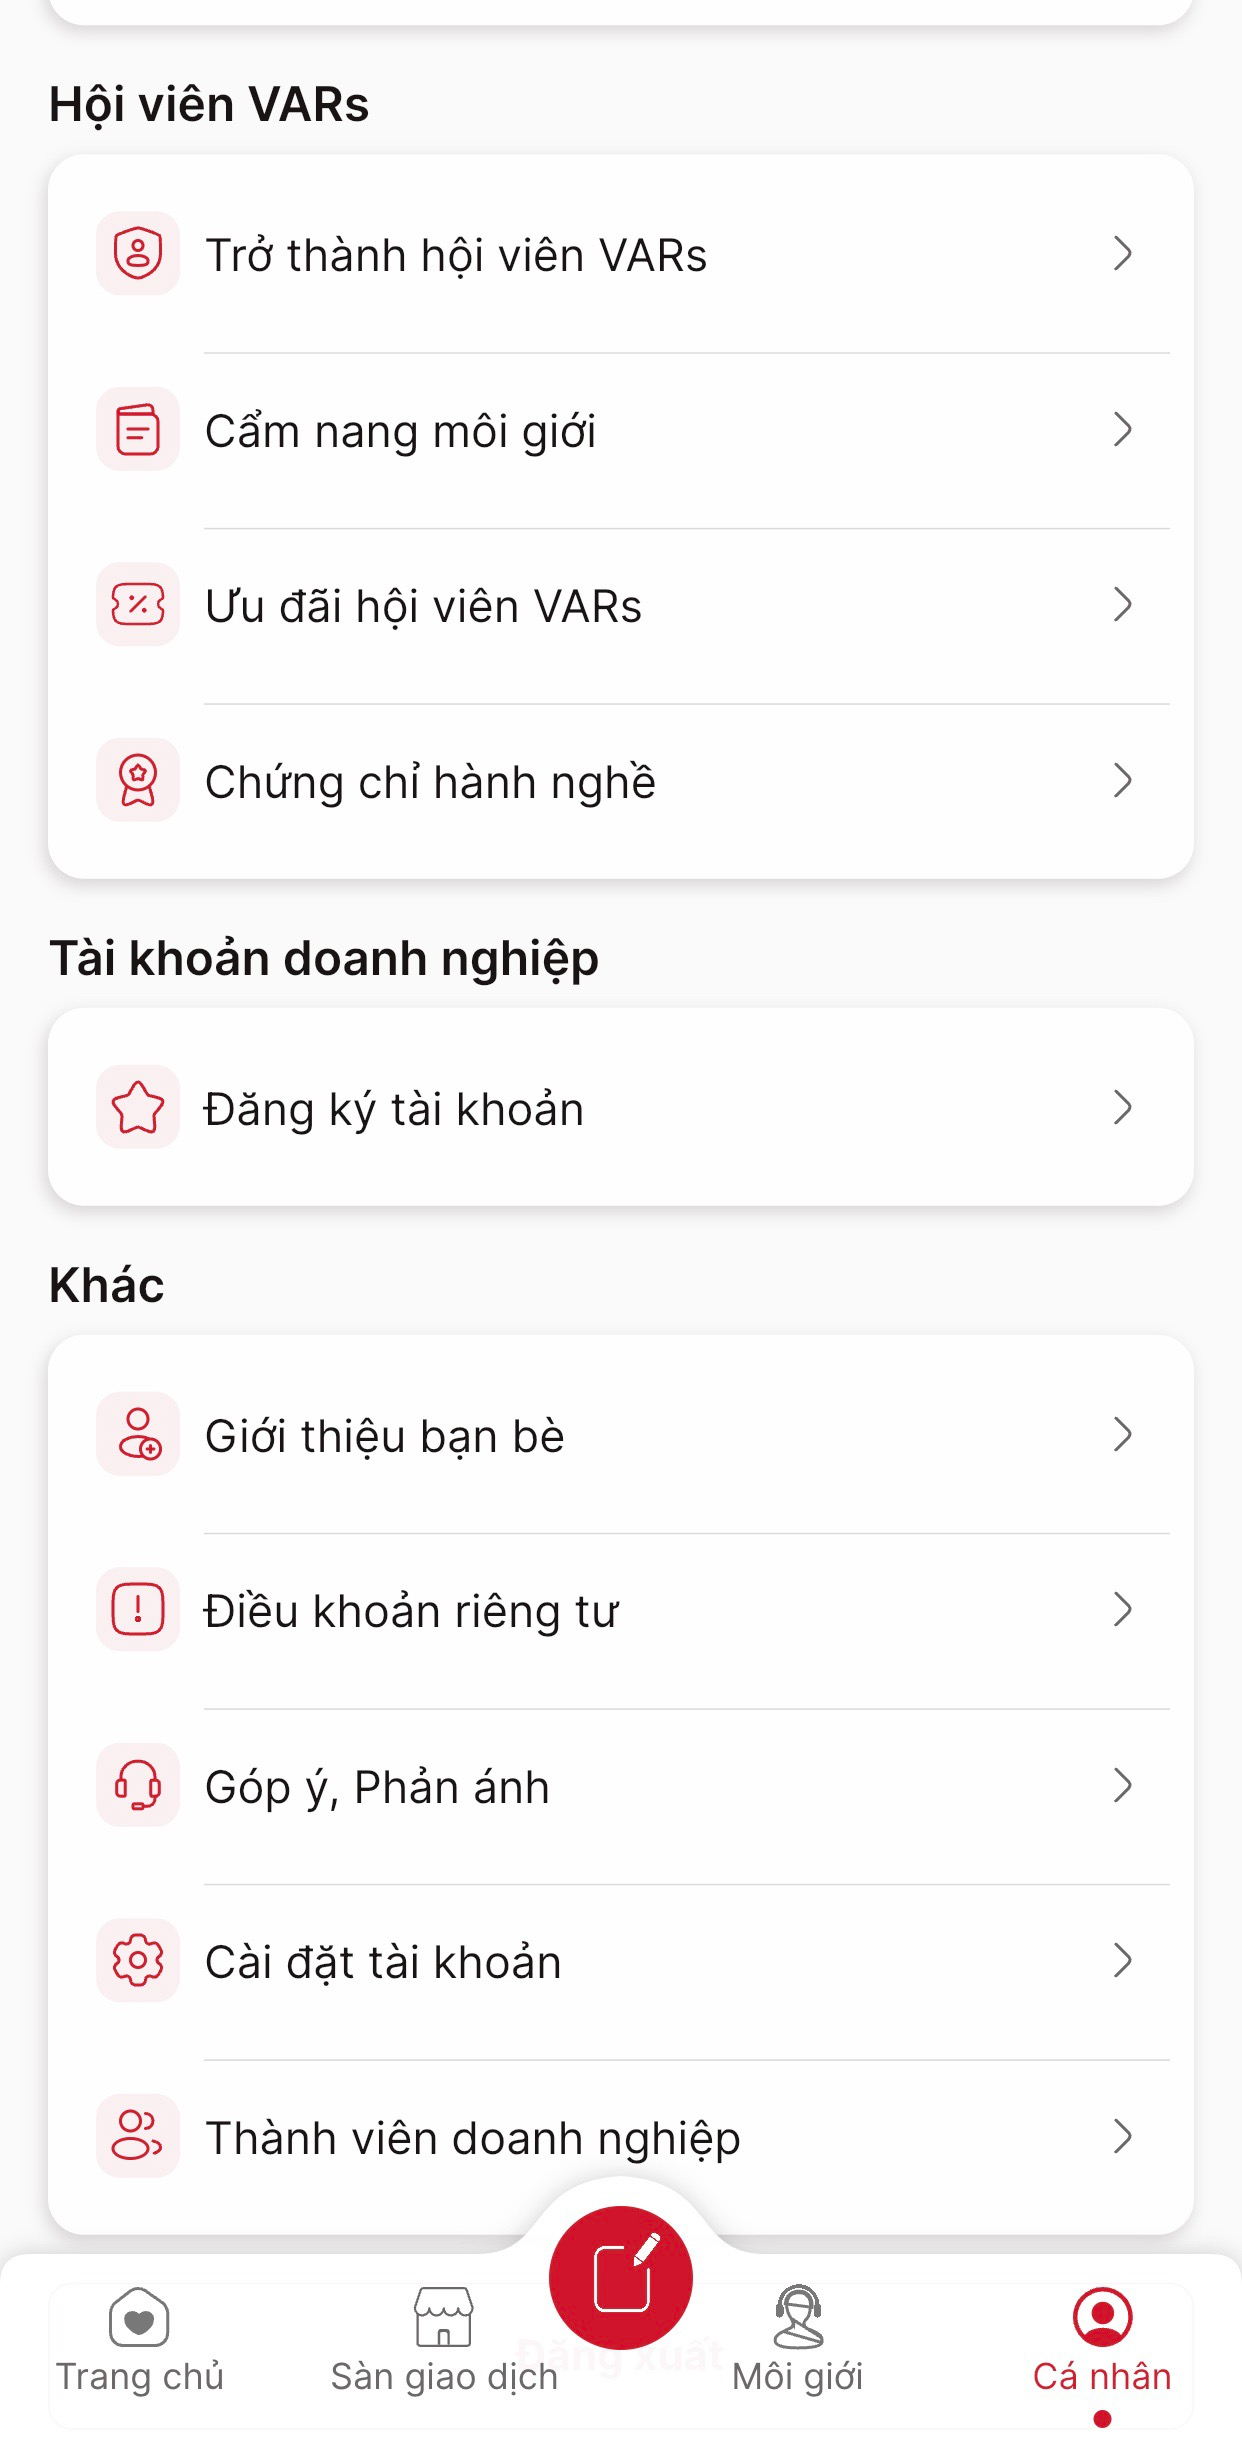 Hội viên VARs
Trở thành hội viên VARs
Cẩm nang môi giới
Ưu đãi hội viên VARs
Chứng chỉ hành nghề
Tài khoản doanh nghiệp
Đăng ký tài khoản
Khác
Giới thiệu bạn bè
Điều khoản riêng tư
Góp ý, Phản ánh
Cài đặt tài khoản
Thành viên doanh nghiệp
Đăng xuất
Trang chủ
Sàn giao dịch
Môi giới
Cá nhân